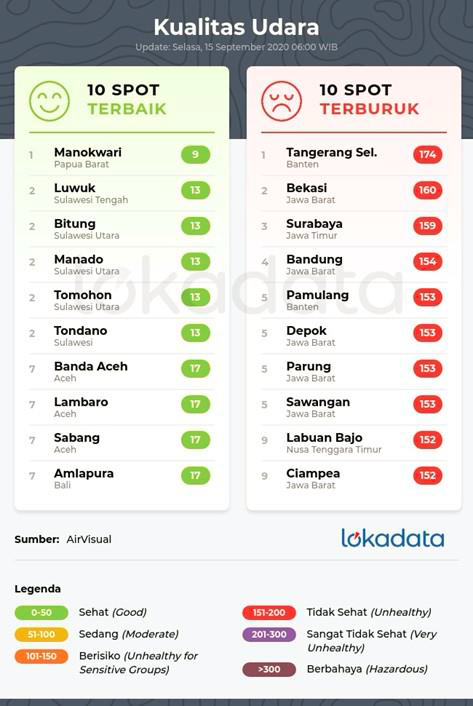 Kualitas Udara
Update: Selasa, 15 September 2020 06:00 WIB
10 SPOT
TERBAIK
1 Manokwari 9
Papua Barat
2 Luwuk 13
Sulawesi Tengah
2 Bitung 13
Sulawesi Utara
2 Manado 13
Sulawesi Utara
2 Tomohon 13
Sulawesi Utara
2 Tondano 13
Sulawesi
7 Banda Aceh 17
Aceh
7 Lambaro 17
Aceh
7 Sabang 17
Aceh
7 Amlapura 17
Bali
10 SPOT
TERBURUK
1 Tangerang Sel. 174
Banten
2 Bekasi 160
Jawa Barat
3 Surabaya 159
Jawa Timur
4 Bandung 154
Jawa Barat
5 Pamulang 153
Banten
5 Depok 153
Jawa Barat
5 Parung 153
Jawa Barat
5 Sawangan 153
Jawa Barat
9 Labuan Bajo 152
Nusa Tenggara Timur
9 Ciampea 152
Jawa Barat
lokadata
Sumber: AirVisual
lokadata
Legenda
0-50 Sehat (Good)
51-100 Sedang (Moderate)
101-150 Berisiko (Unhealthy for
Sensitive Groups)
151-200 Tidak Sehat (Unhealthy)
201-300 Sangat Tidak Sehat (Very
Unhealthy)
>300 Berbahaya (Hazardous)